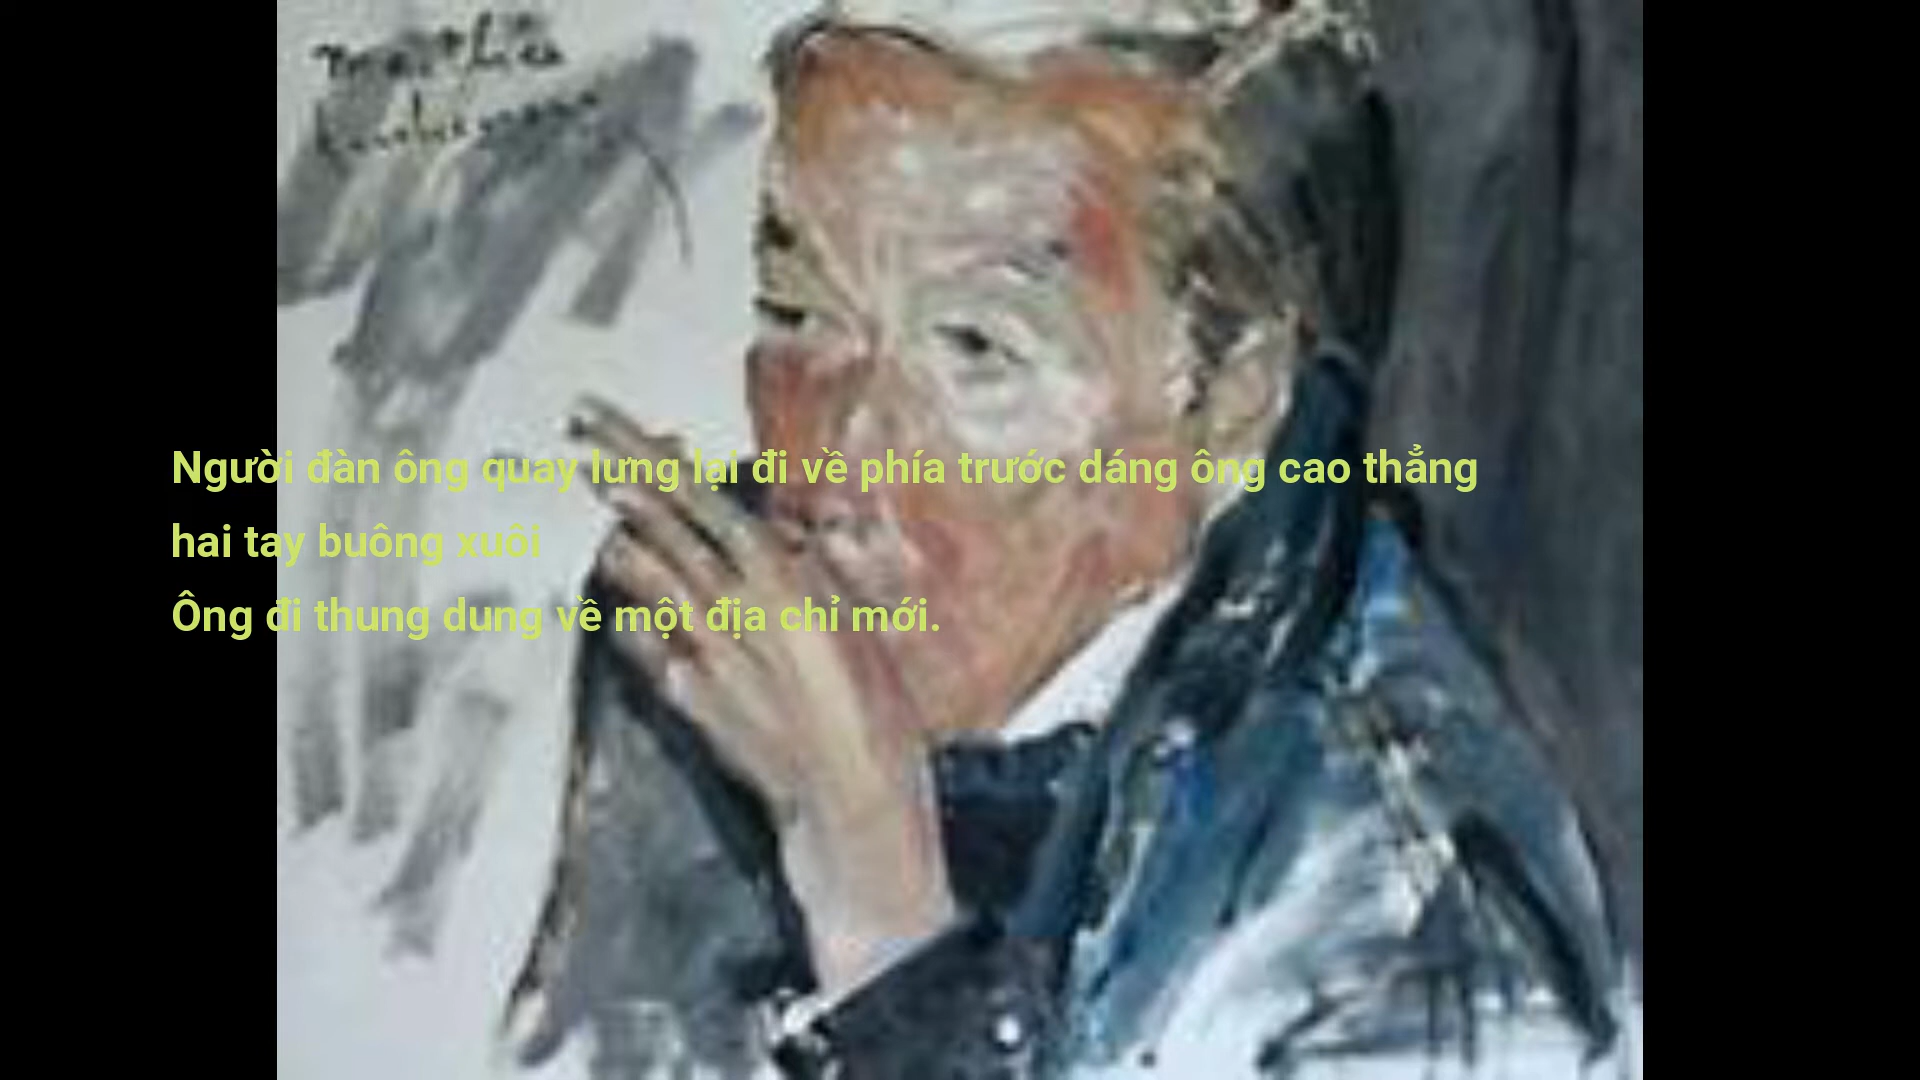 Người đàn ông quay lưng lại đi về phía trước dáng ông cao thẳng
hai tay buông xuôi
Ông đi thung dung về một địa chỉ mới.